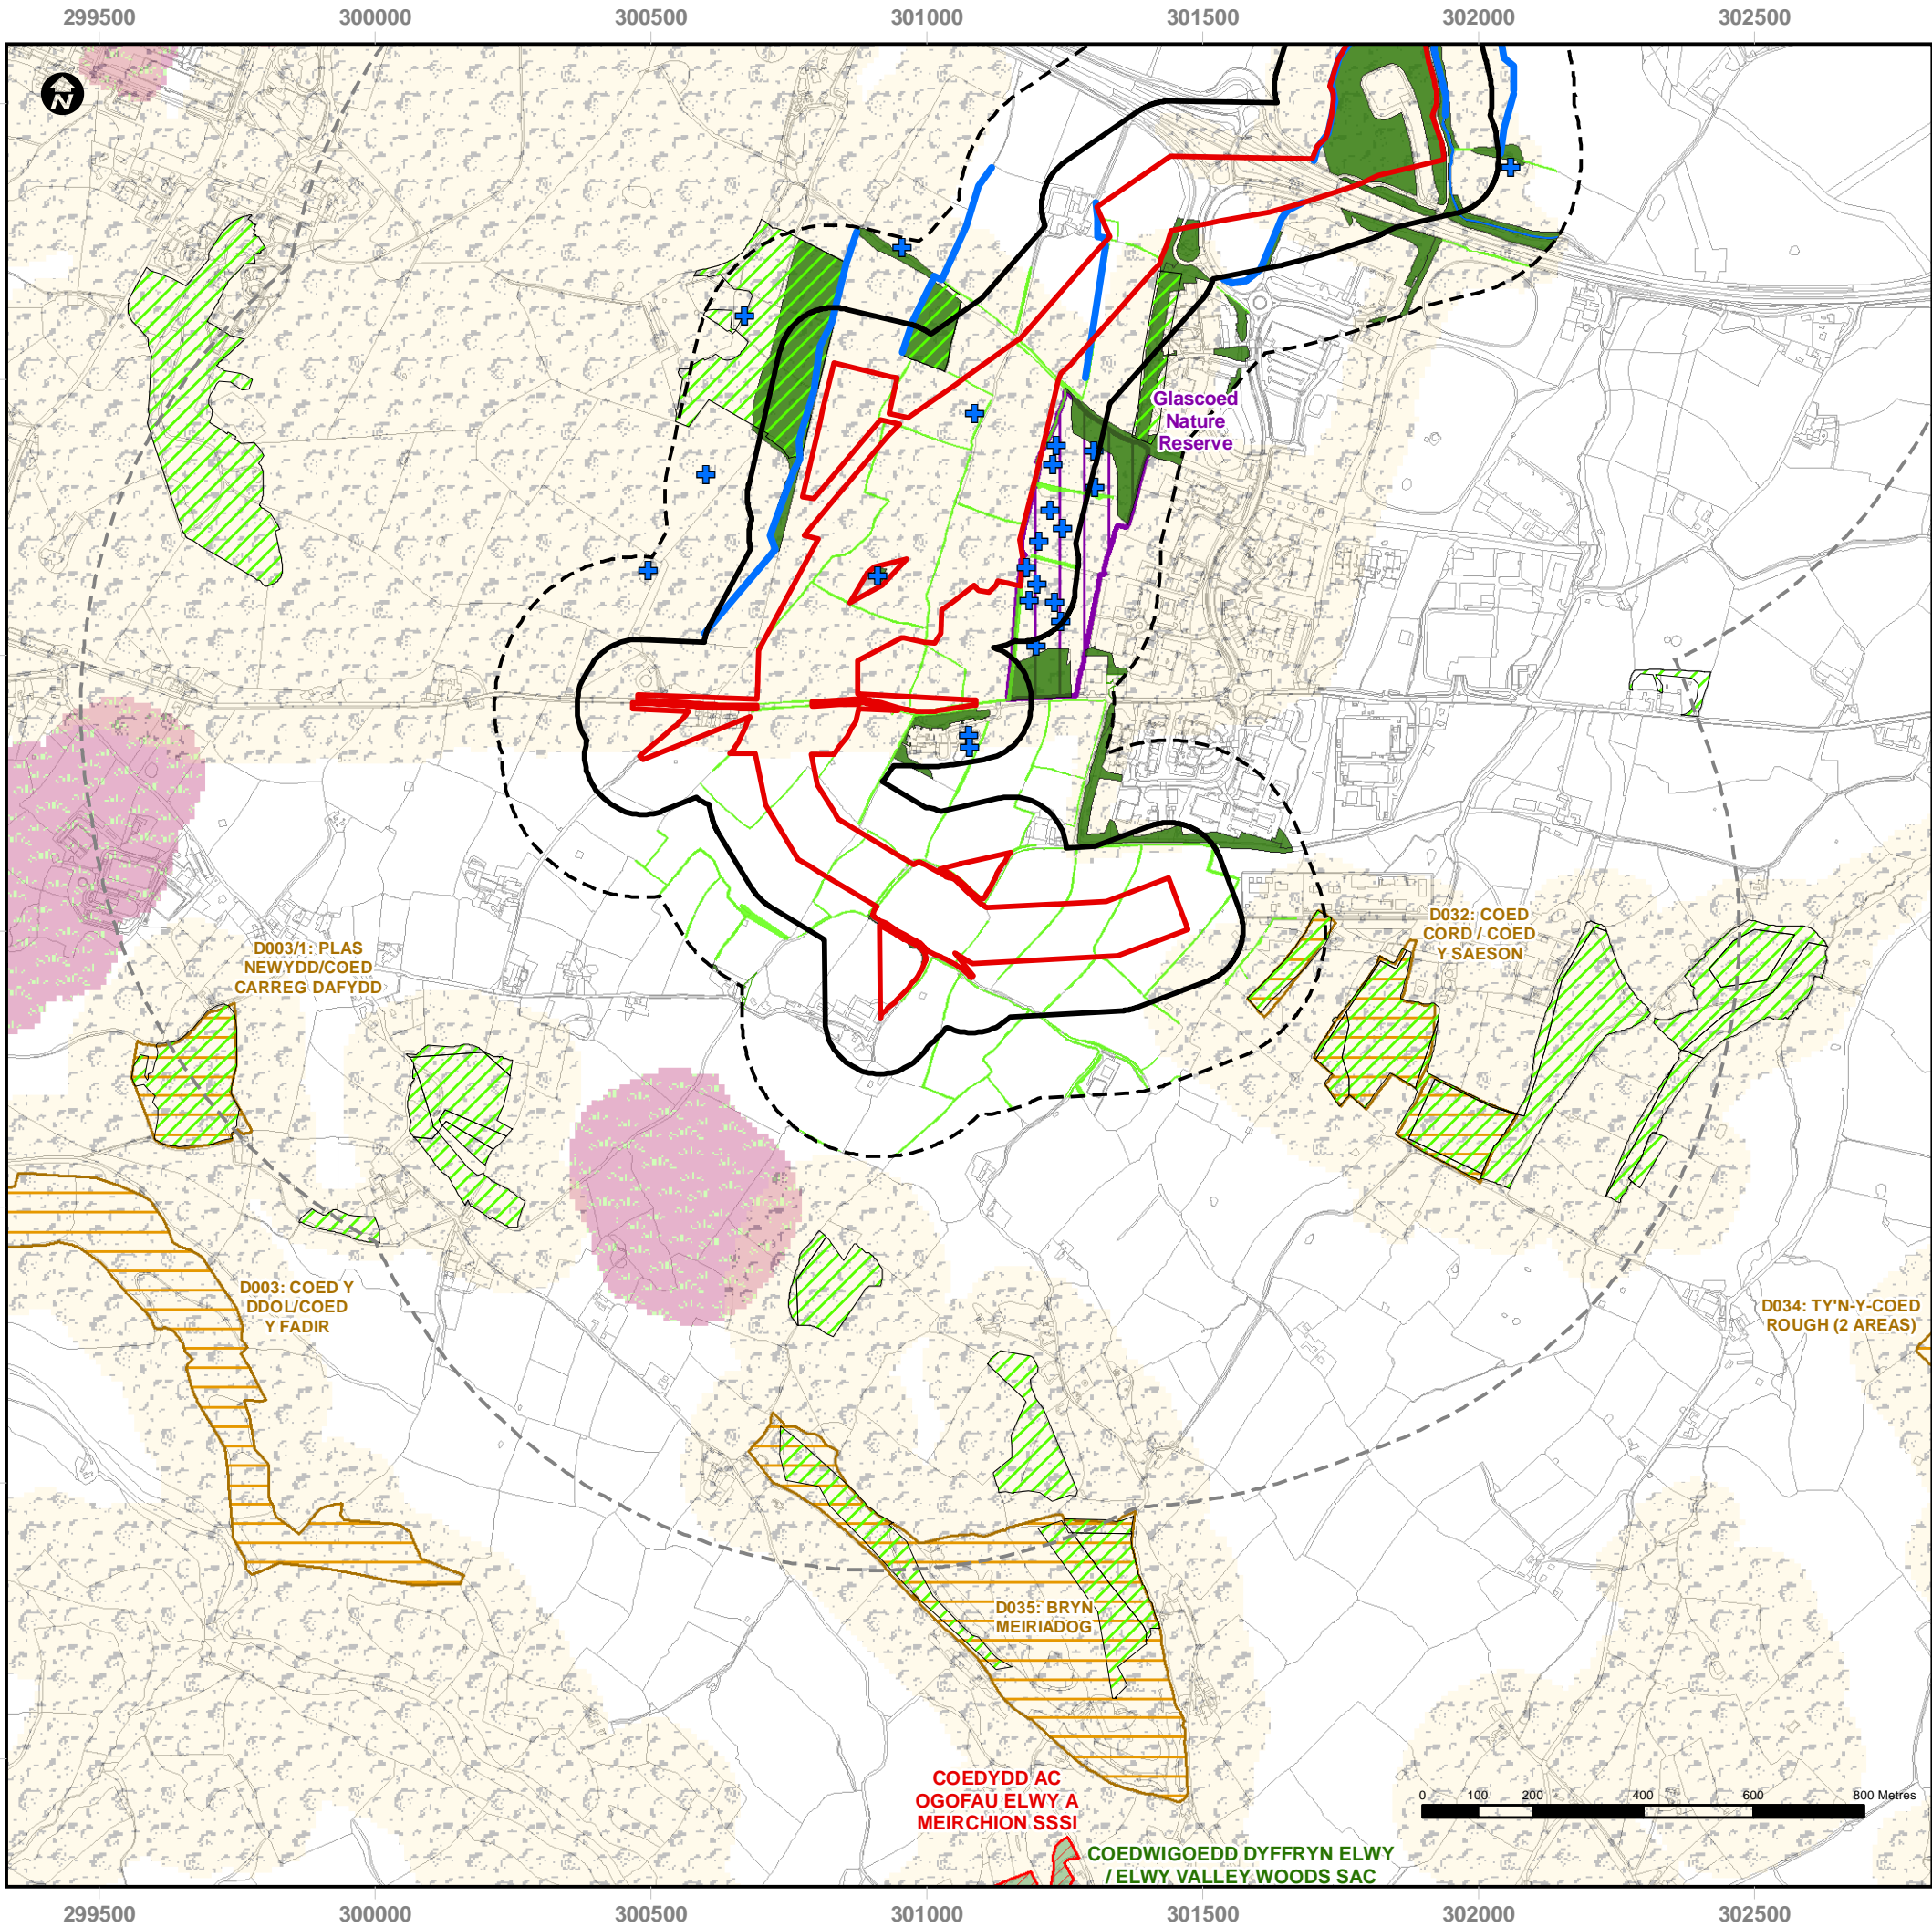 299500 300000 300500 301000 301500 302000 302500
N
Glascoed
Nature
Reserve
D003/1: PLAS
NEWYDD/COED
CARREG DAFYDD
D032: COED
CORD / COED
Y SAESON
D003: COED Y
DDOL/COED
Y FADIR
D034: TY'N-Y-COED
ROUGH (2 AREAS)
D035: BRYN
MEIRIADOG
COEDYDD AC
OGOFAU ELWY A
MEIRCHION SSSI
0 100 200 400 600 800 Metres
COEDWIGOEDD DYFFRYN ELWY
/ ELWY VALLEY WOODS SAC
299500 300000 300500 301000 301500 302000 302500